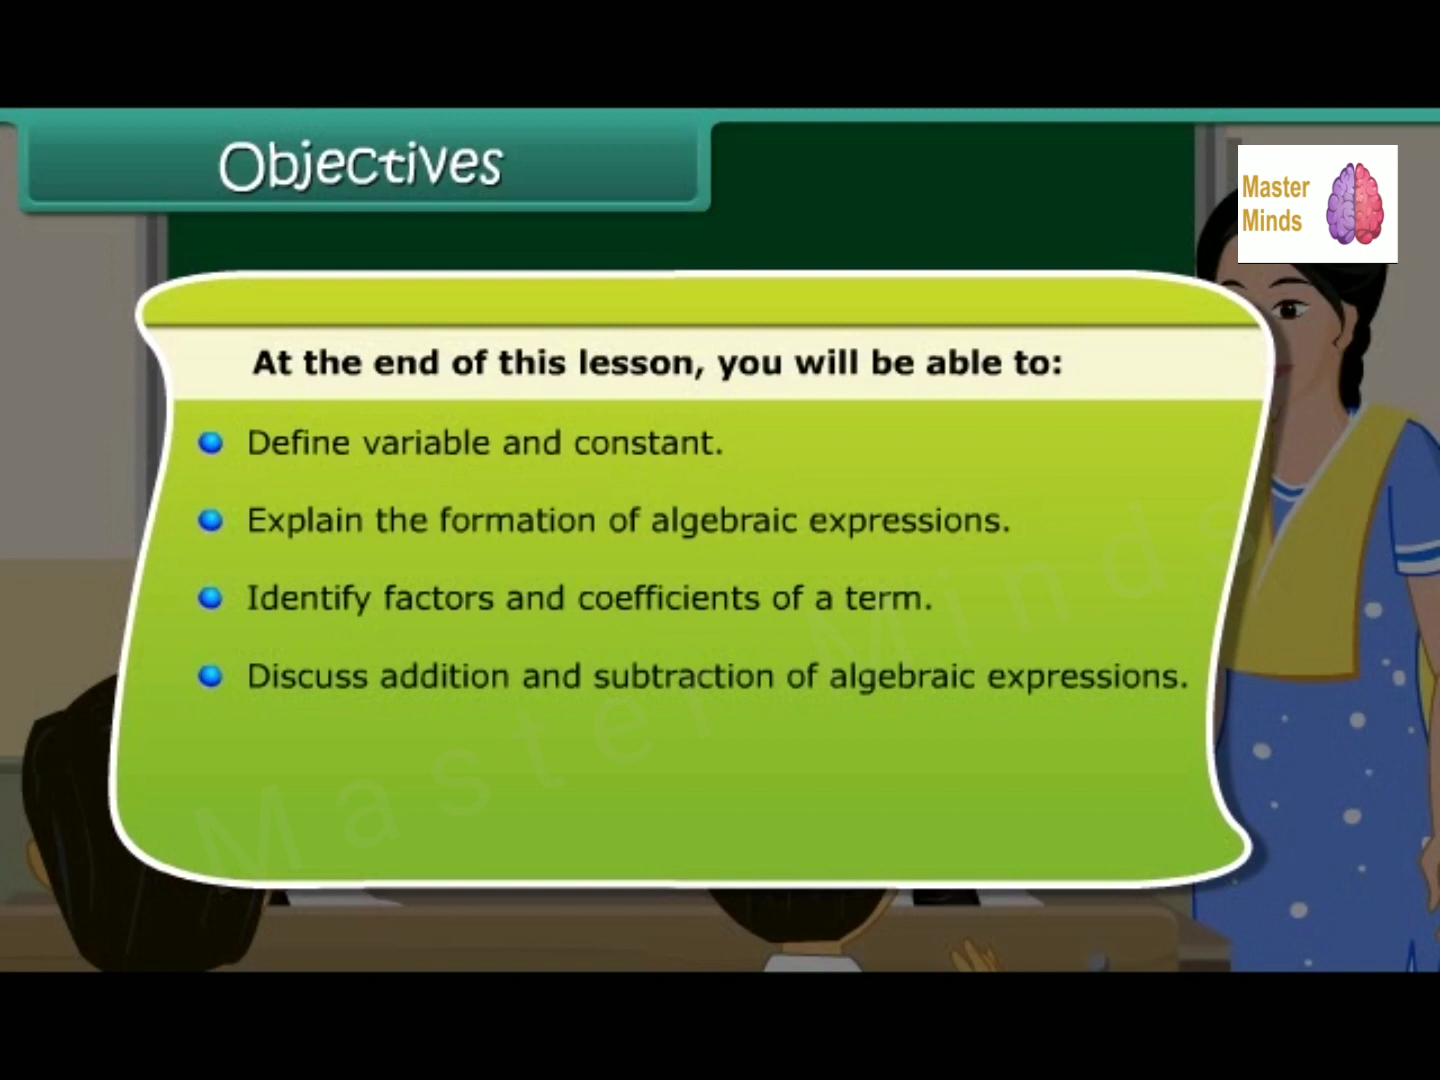 Objectives
Master
Minds
At the end of this lesson, you will be able to:
Define variable and constant.
Explain the formation of algebraic expressions.
Identify factors and coefficients of a term.
Discuss addition and subtraction of algebraic expressions.
Master Minds